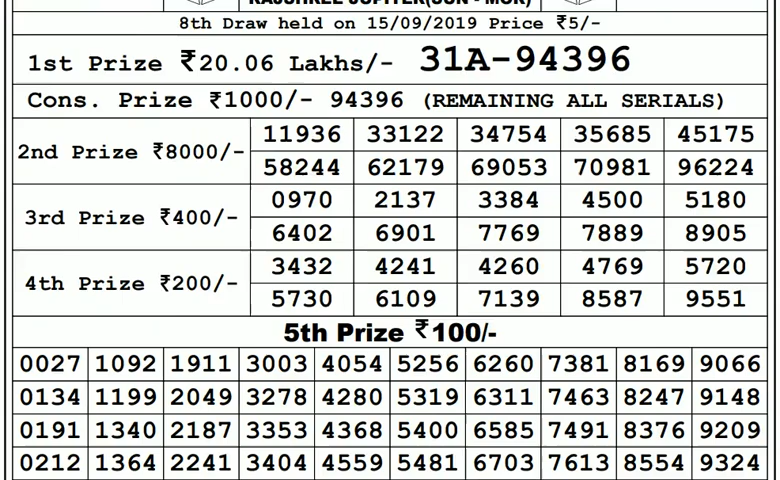 RAJSHREE JUPITER(SUN - MOR)
8th Draw held on 15/09/2019 Price ₹5/-
1st Prize ₹20.06 Lakhs/- 31A-94396
Cons. Prize ₹1000/- 94396 (REMAINING ALL SERIALS)
2nd Prize ₹8000/-
11936 33122 34754 35685 45175
58244 62179 69053 70981 96224
3rd Prize ₹400/-
0970 2137 3384 4500 5180
6402 6901 7769 7889 8905
4th Prize ₹200/-
3432 4241 4260 4769 5720
5730 6109 7139 8587 9551
5th Prize ₹100/-
0027 1092 1911 3003 4054 5256 6260 7381 8169 9066
0134 1199 2049 3278 4280 5319 6311 7463 8247 9148
0191 1340 2187 3353 4368 5400 6585 7491 8376 9209
0212 1364 2241 3404 4559 5481 6703 7613 8554 9324